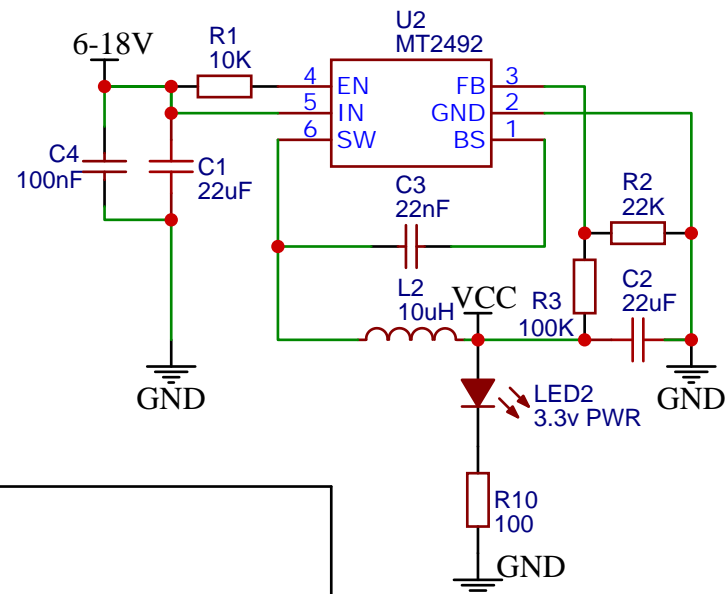 6-18V
R1
10K
U2
MT2492
4
EN
5
IN
6
SW
FB
3
GND
2
BS
1
C4
100nF
C1
22uF
C3
22nF
R2
22K
L2
10uH
VCC
R3
100K
C2
22uF
GND
GND
LED2
3.3v PWR
R10
100
GND